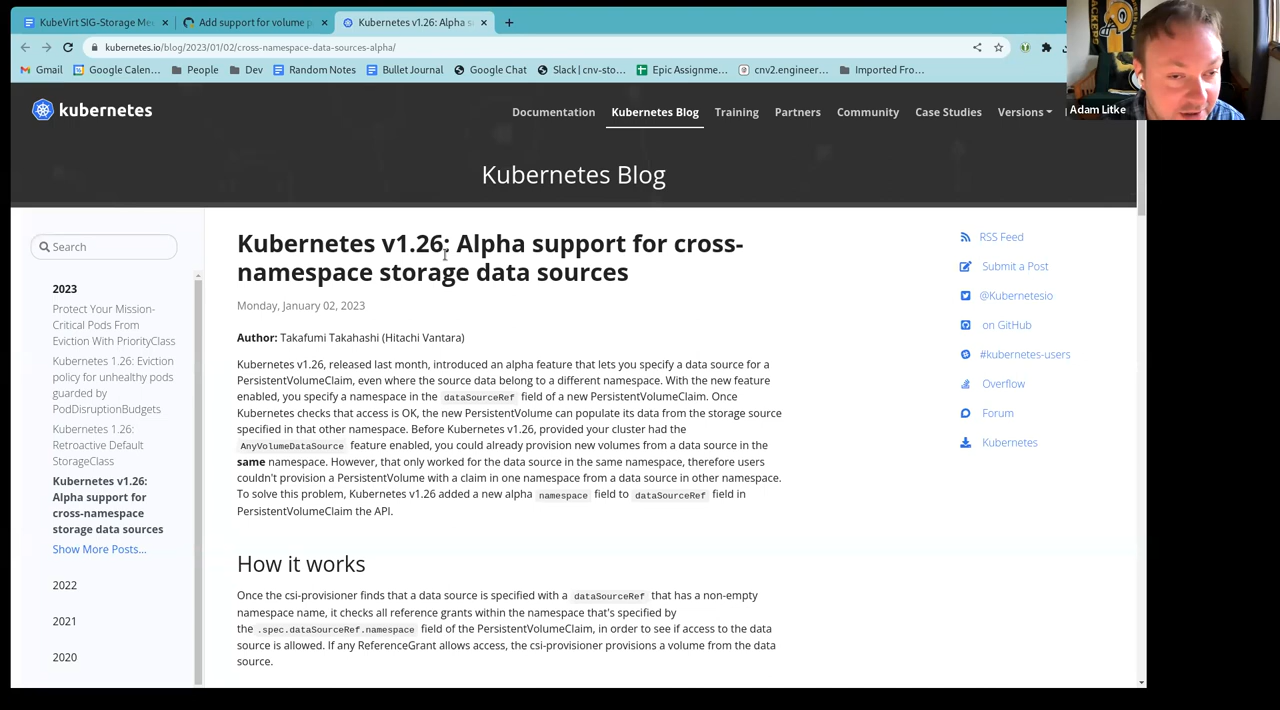 KubeVirt SIG-Storage Me
Add support for volume p
Kubernetes v1.26: Alpha s
kubernetes.io/blog/2023/01/02/cross-namespace-data-sources-alpha/
Gmail
Google Calen...
People
Dev
Random Notes
Bullet Journal
Google Chat
Slack | cnv-sto...
Epic Assignme...
cnv2.engineer...
Imported Fro...
PACKERS
Adam Litke
kubernetes
Documentation
Kubernetes Blog
Training
Partners
Community
Case Studies
Versions
Kubernetes Blog
Search
2023
Protect Your Mission-
Critical Pods From
Eviction With PriorityClass
Kubernetes 1.26: Eviction
policy for unhealthy pods
guarded by
PodDisruptionBudgets
Kubernetes 1.26:
Retroactive Default
StorageClass
Kubernetes v1.26:
Alpha support for
cross-namespace
storage data sources
Show More Posts...
2022
2021
2020
Kubernetes v1.26: Alpha support for cross-
namespace storage data sources
Monday, January 02, 2023
Author: Takafumi Takahashi (Hitachi Vantara)
Kubernetes v1.26, released last month, introduced an alpha feature that lets you specify a data source for a
PersistentVolumeClaim, even where the source data belong to a different namespace. With the new feature
enabled, you specify a namespace in the dataSourceRef field of a new PersistentVolumeClaim. Once
Kubernetes checks that access is OK, the new PersistentVolume can populate its data from the storage source
specified in that other namespace. Before Kubernetes v1.26, provided your cluster had the
AnyVolumeDataSource feature enabled, you could already provision new volumes from a data source in the
same namespace. However, that only worked for the data source in the same namespace, therefore users
couldn't provision a PersistentVolume with a claim in one namespace from a data source in other namespace.
To solve this problem, Kubernetes v1.26 added a new alpha namespace field to dataSourceRef field in
PersistentVolumeClaim the API.
How it works
Once the csi-provisioner finds that a data source is specified with a dataSourceRef that has a non-empty
namespace name, it checks all reference grants within the namespace that's specified by
the .spec.dataSourceRef.namespace field of the PersistentVolumeClaim, in order to see if access to the data
source is allowed. If any ReferenceGrant allows access, the csi-provisioner provisions a volume from the data
source.
RSS Feed
Submit a Post
@Kubernetesio
on GitHub
#kubernetes-users
Overflow
Forum
Kubernetes